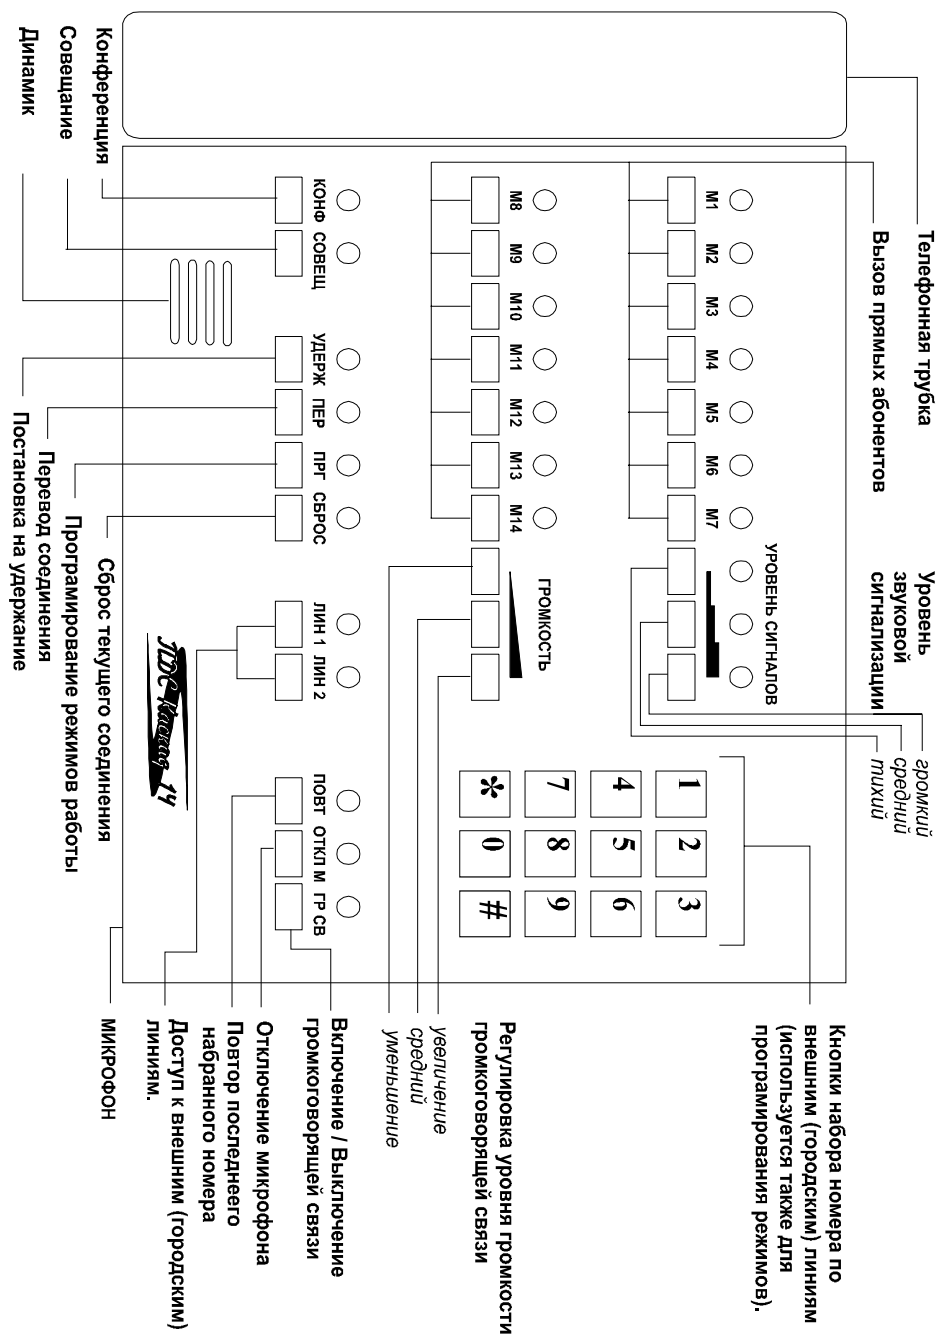 Телефонная трубка
Вызов прямых абонентов
Уровень
звуковой
сигнализации
громкий
средний
тихий
Кнопки набора номера по
внешним (городским) линиям
(используется также для
програмирования режимов).
М1 М2 М3 М4 М5 М6 М7 УРОВЕНЬ СИГНАЛОВ
1 2 3
4 5 6
7 8 9
* 0 #
М8 М9 М10 М11 М12 М13 М14 ГРОМКОСТЬ
Регулировка уровня громкости
громкоговорящей связи
увеличение
средний
уменьшение
КОНФ СОВЕЩ УДЕРЖ ПЕР ПРГ СБРОС ЛИН 1 ЛИН 2 ПОВТ ОТКЛ М ГР СВ
Включение / Выключение
громкоговорящей связи
Отключение микрофона
Повтор последнего
набранного номера
Доступ к внешним (городским)
линиям.
МИКРОФОН
ЛДС Каскад 14
Конференция
Совещание
Динамик
Сброс текущего соединения
Програмирование режимов работы
Перевод соединения
Постановка на удержание